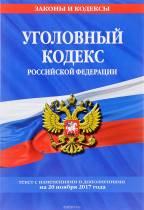 ЗАКОНЫ И КОДЕКСЫ
УГОЛОВНЫЙ
КОДЕКС
РОССИЙСКОЙ ФЕДЕРАЦИИ
ТЕКСТ С ИЗМЕНЕНИЯМИ И ДОПОЛНЕНИЯМИ
НА 20 НОЯБРЯ 2017 ГОДА